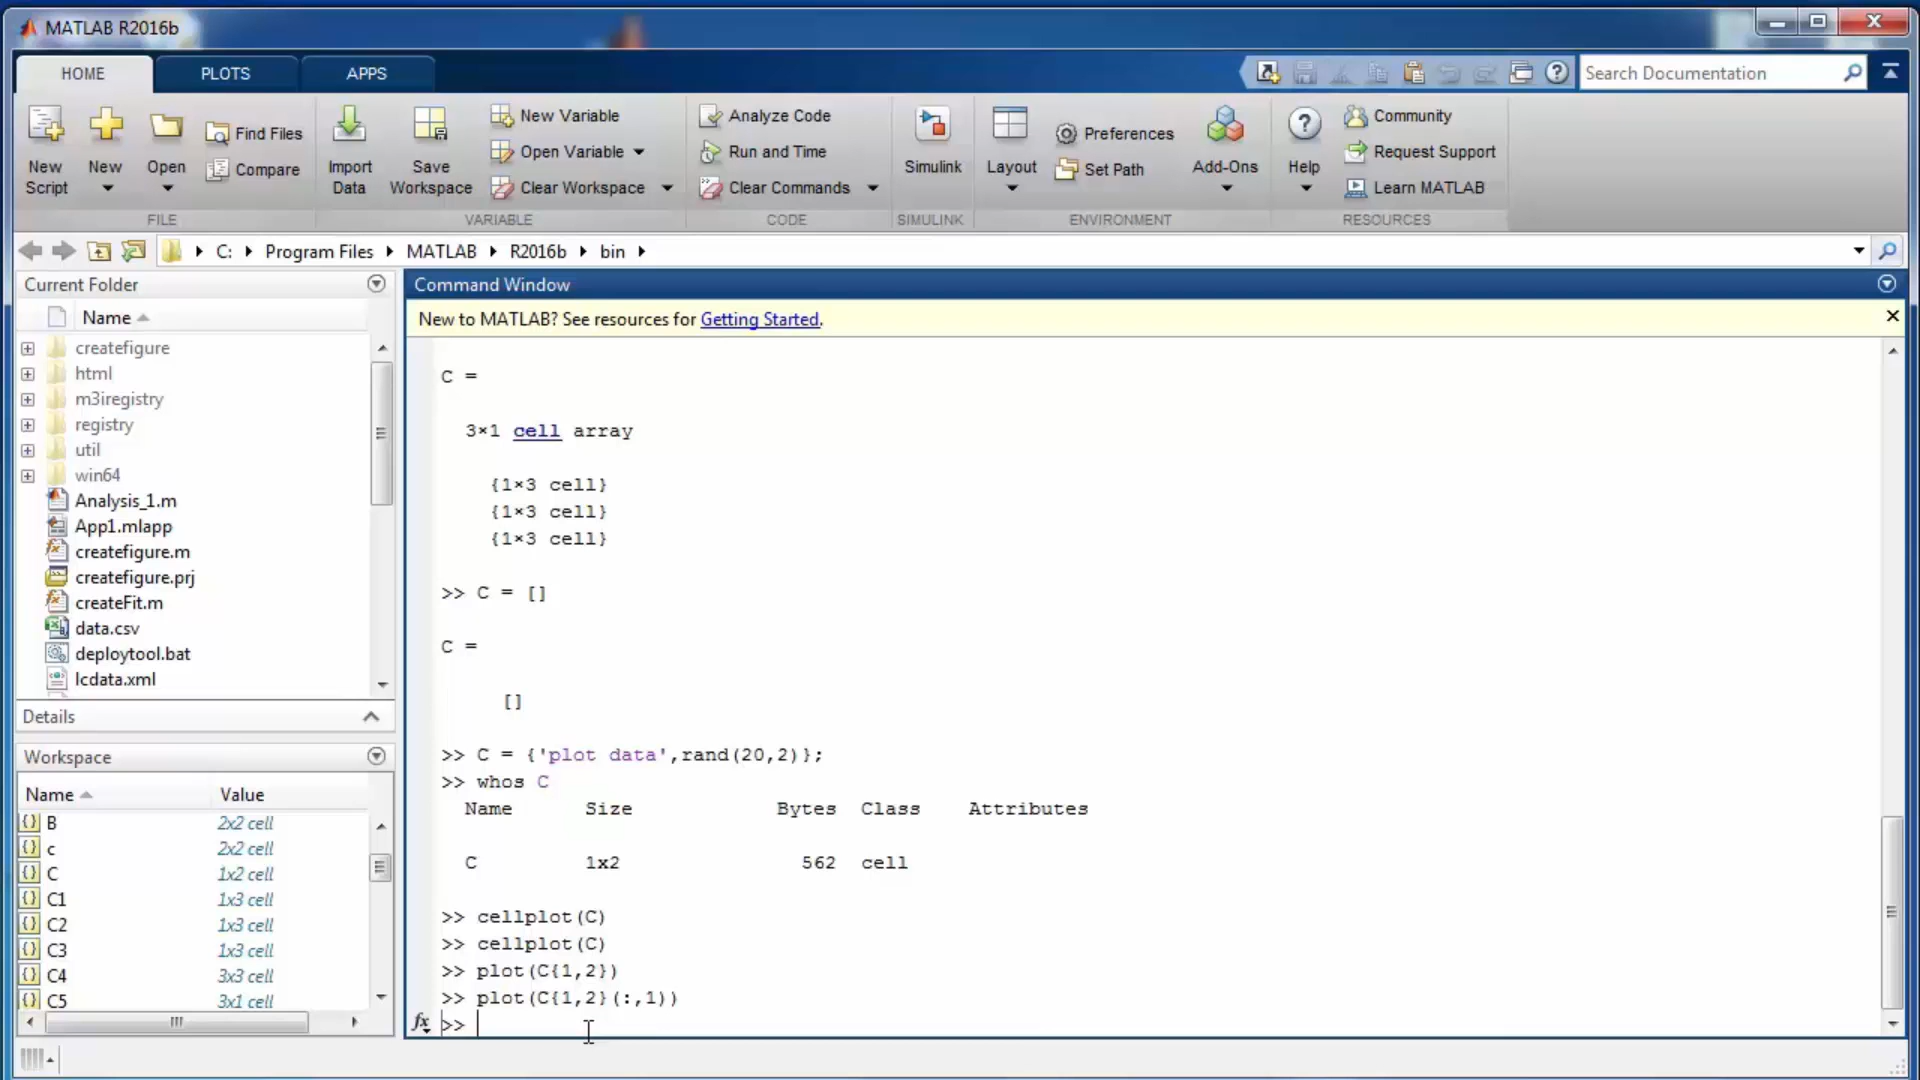 MATLAB R2016b
HOME PLOTS APPS
Search Documentation
New Script
New
Open
Find Files
Compare
FILE
Import Data
Save Workspace
New Variable
Open Variable
Clear Workspace
VARIABLE
Analyze Code
Run and Time
Clear Commands
CODE
Simulink
SIMULINK
Layout
Preferences
Set Path
Add-Ons
ENVIRONMENT
Help
Community
Request Support
Learn MATLAB
RESOURCES
C: Program Files MATLAB R2016b bin
Current Folder
Name
createfigure
html
m3iregistry
registry
util
win64
Analysis_1.m
App1.mlapp
createfigure.m
createfigure.prj
createFit.m
data.csv
deploytool.bat
lcdata.xml
Details
Workspace
Name Value
B 2x2 cell
c 2x2 cell
C 1x2 cell
C1 1x3 cell
C2 1x3 cell
C3 1x3 cell
C4 3x3 cell
C5 3x1 cell
Command Window
New to MATLAB? See resources for Getting Started.
C =
3×1 cell array
{1×3 cell}
{1×3 cell}
{1×3 cell}
>> C = []
C =
[]
>> C = {'plot data',rand(20,2)};
>> whos C
Name Size Bytes Class Attributes
C 1x2 562 cell
>> cellplot(C)
>> cellplot(C)
>> plot(C{1,2})
>> plot(C{1,2}(:,1))
fx >>